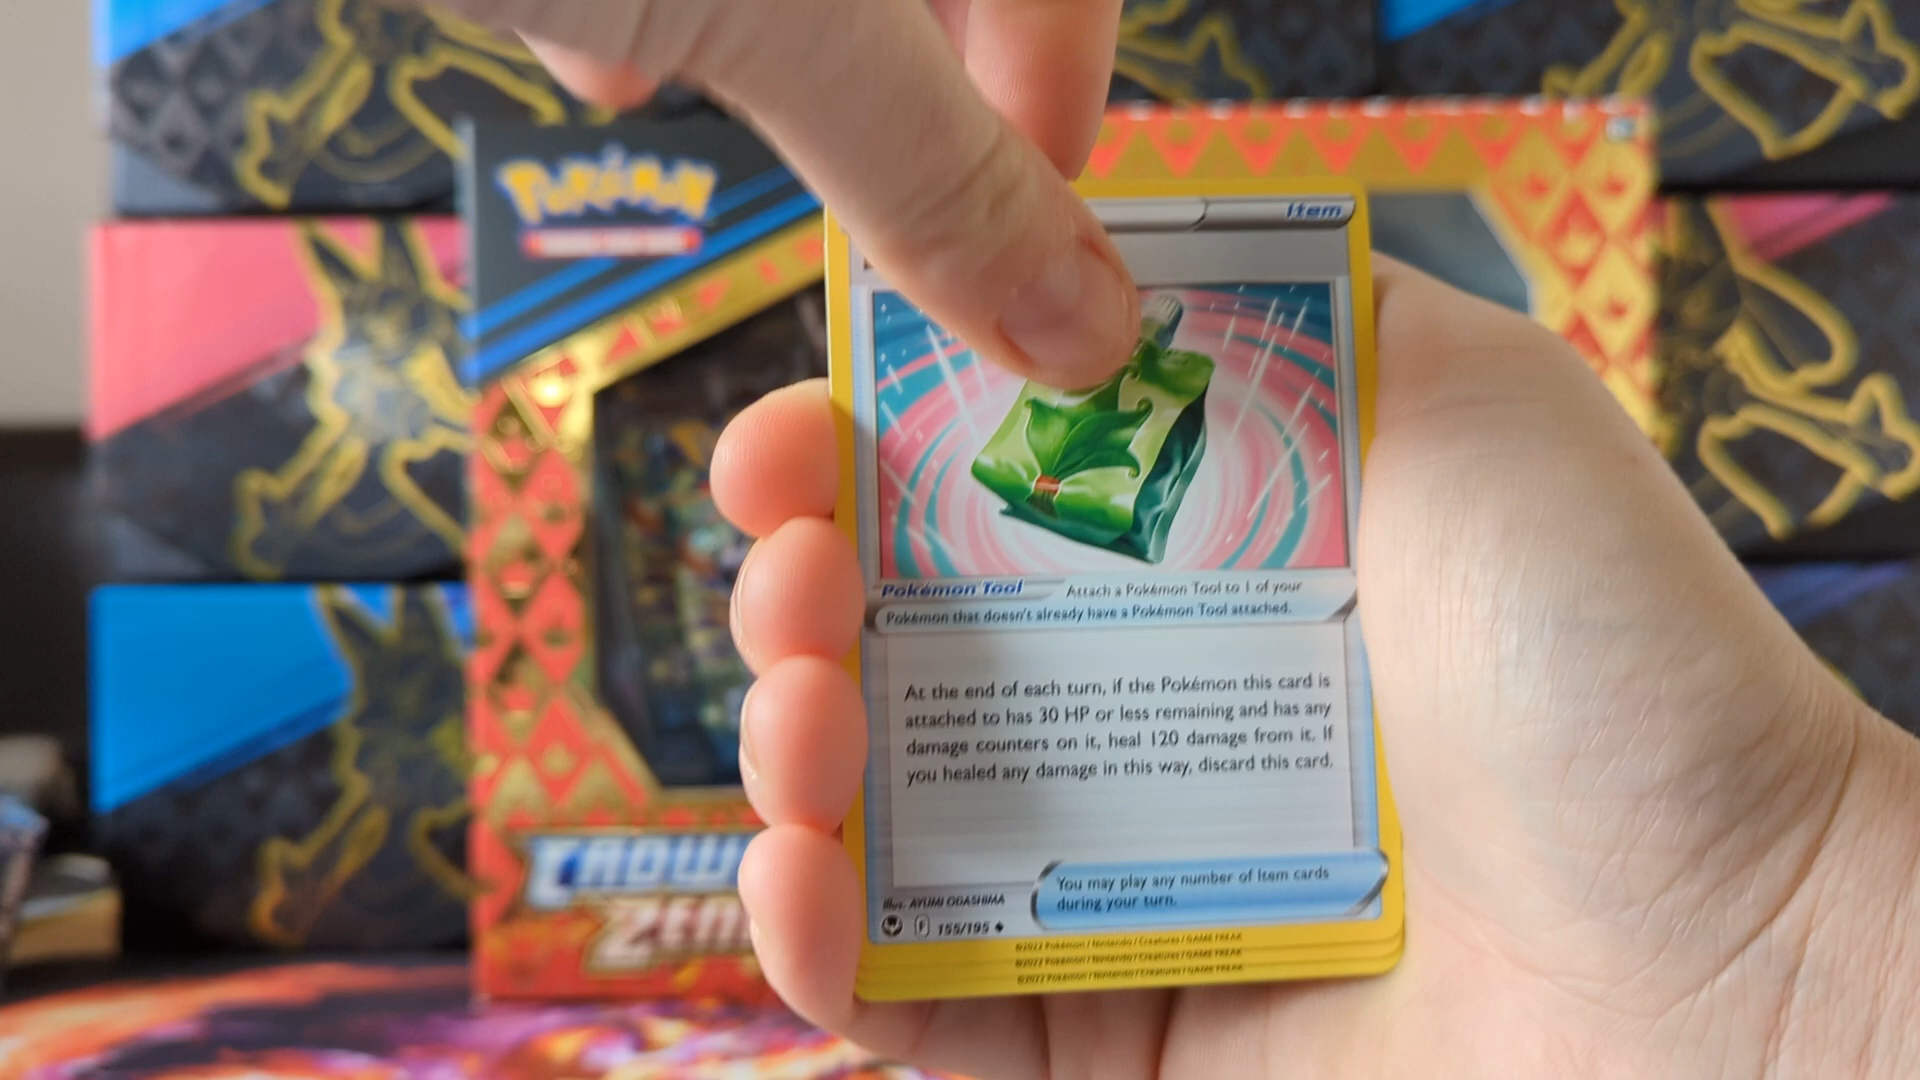 Pokémon
Item
Pokémon Tool
Attach a Pokémon Tool to 1 of your
Pokémon that doesn't already have a Pokémon Tool attached.
At the end of each turn, if the Pokémon this card is
attached to has 30 HP or less remaining and has any
damage counters on it, heal 120 damage from it. If
you healed any damage in this way, discard this card.
You may play any number of Item cards
during your turn.
Illus. AYUMI ODASHIMA
F 155/195
©2022 Pokémon / Nintendo / Creatures / GAME FREAK
©2022 Pokémon / Nintendo / Creatures / GAME FREAK
©2022 Pokémon / Nintendo / Creatures / GAME FREAK